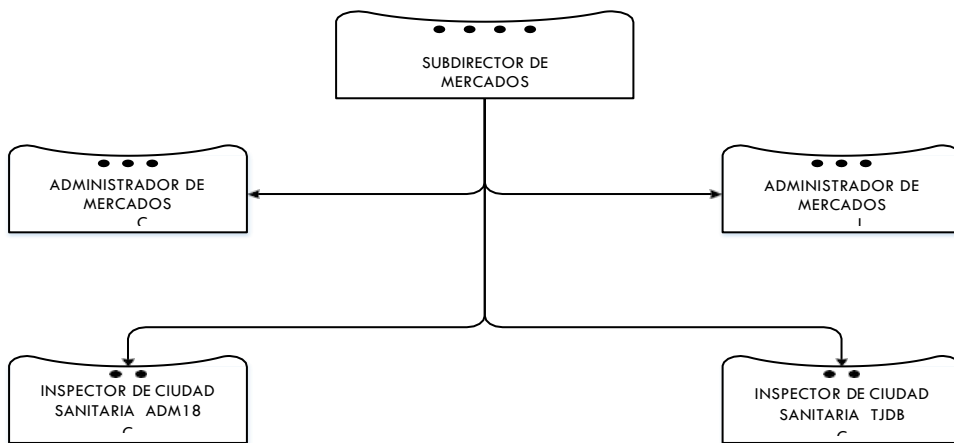 SUBDIRECTOR DE
MERCADOS
ADMINISTRADOR DE
MERCADOS
ADMINISTRADOR DE
MERCADOS
INSPECTOR DE CIUDAD
SANITARIA ADM18
INSPECTOR DE CIUDAD
SANITARIA TJDB